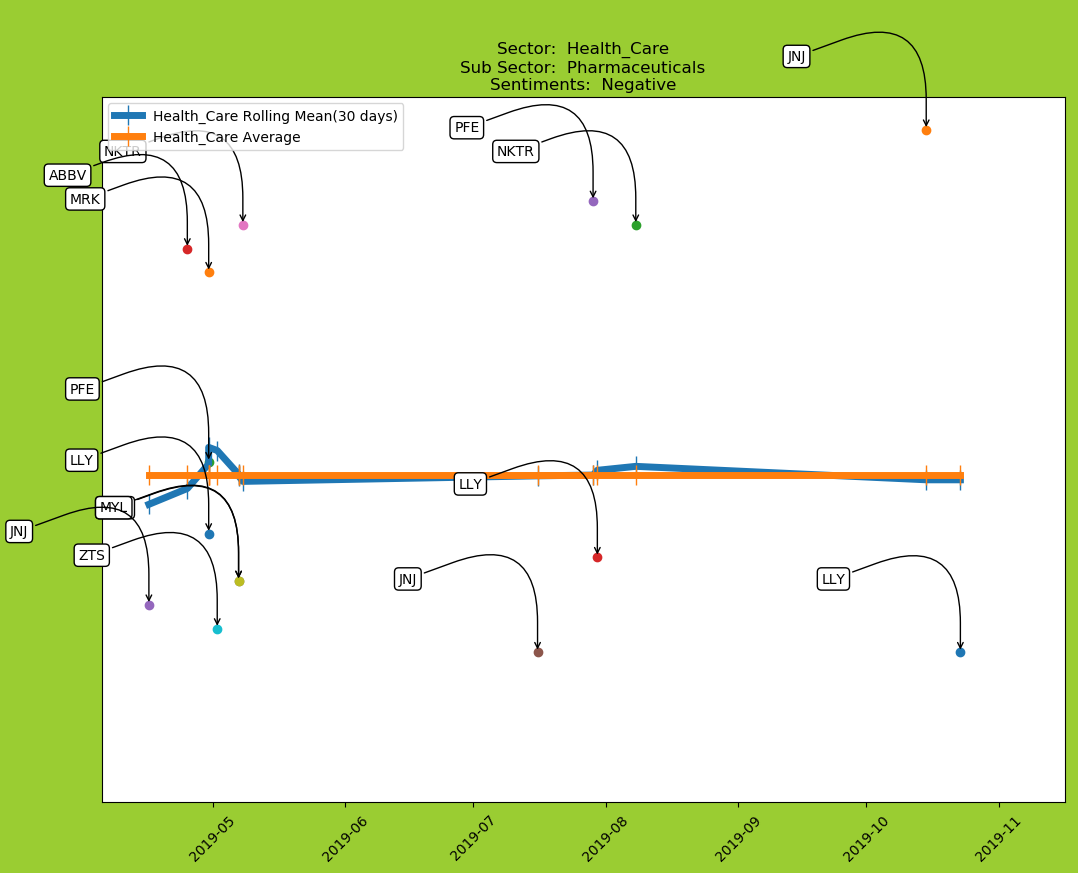 Sector:  Health_Care
Sub Sector:  Pharmaceuticals
Sentiments:  Negative
JNJ
Health_Care Rolling Mean(30 days)
Health_Care Average
PFE
NKTR
NKTR
ABBV
MRK
PFE
LLY
LLY
MYL
JNJ
ZTS
JNJ
LLY
2019-05
2019-06
2019-07
2019-08
2019-09
2019-10
2019-11